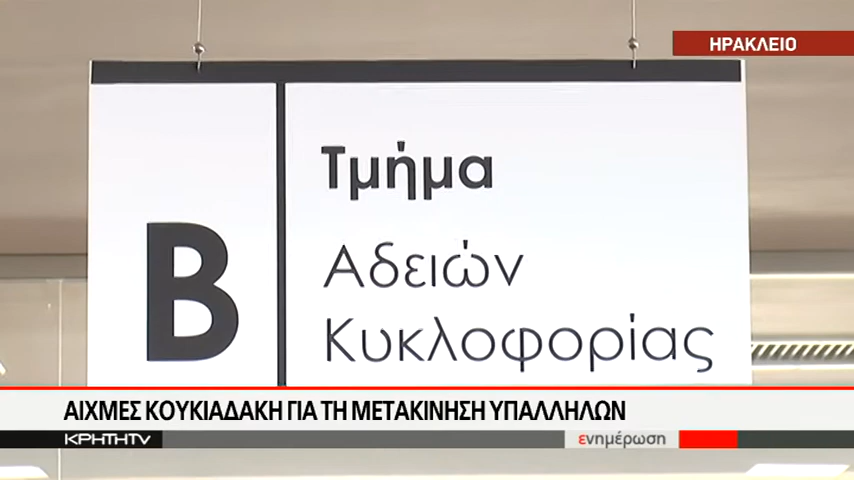 ΗΡΑΚΛΕΙΟ
Β
Τμήμα
Αδειών
Κυκλοφορίας
ΑΙΧΜΕΣ ΚΟΥΚΙΑΔΑΚΗ ΓΙΑ ΤΗ ΜΕΤΑΚΙΝΗΣΗ ΥΠΑΛΛΗΛΩΝ
ΚΡΗΤΗTV
ενημέρωση